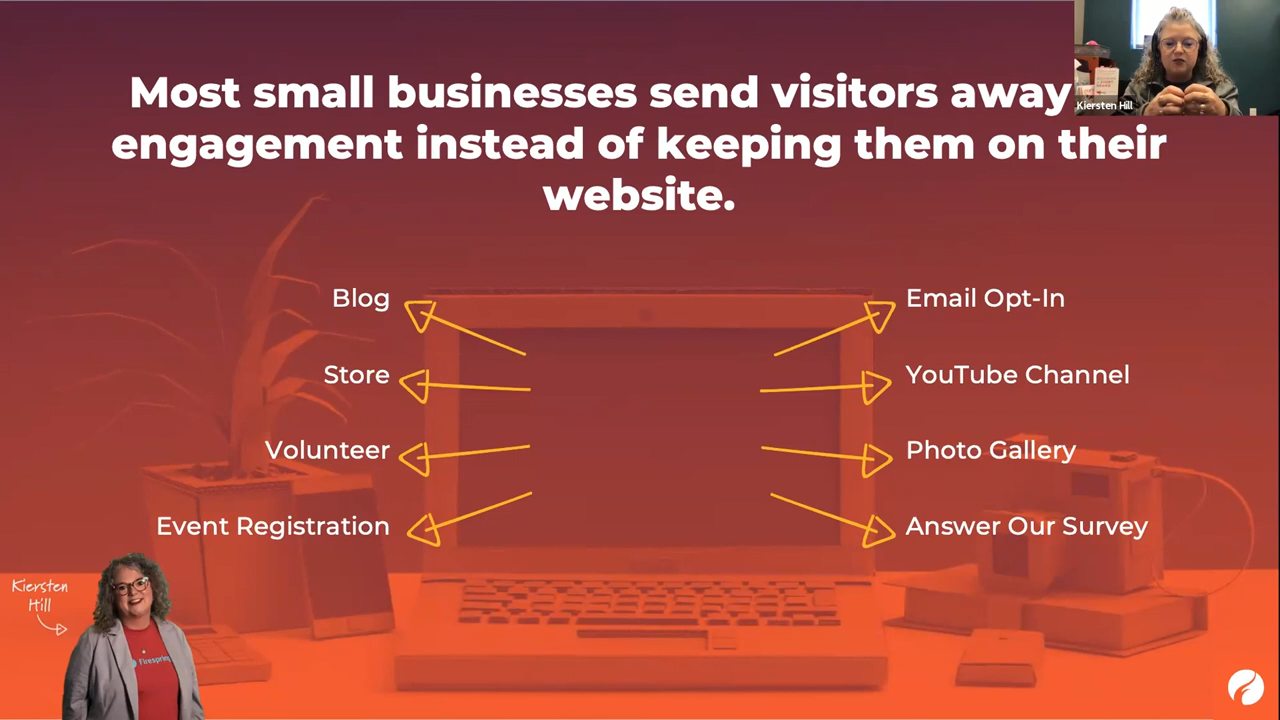 Most small businesses send visitors away
engagement instead of keeping them on their
website.
Kiersten Hill
Blog
Email Opt-In
Store
YouTube Channel
Volunteer
Photo Gallery
Event Registration
Answer Our Survey
Kiersten
Hill
Firespring